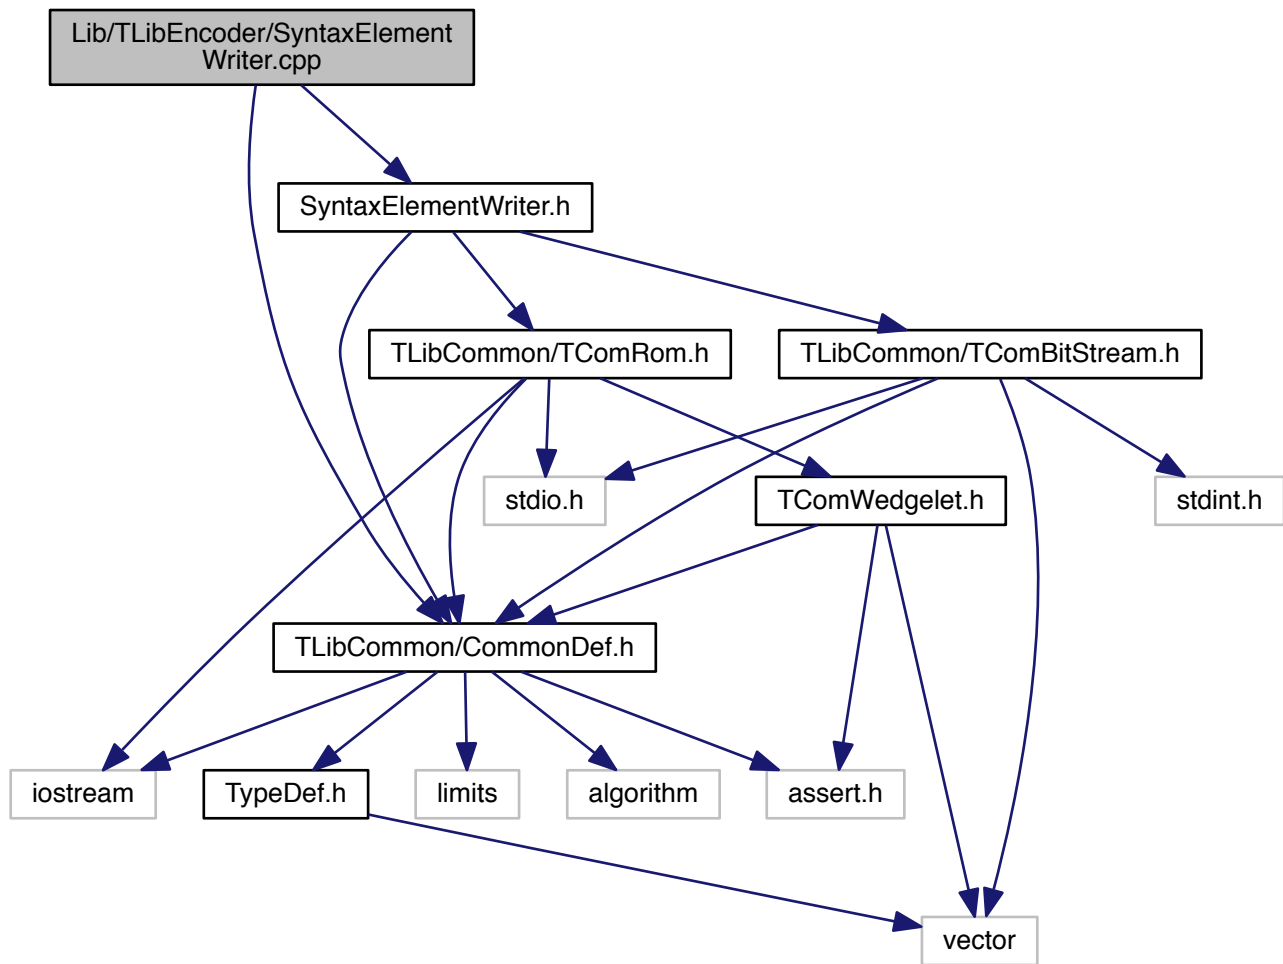 Lib/TLibEncoder/SyntaxElement
Writer.cpp
SyntaxElementWriter.h
TLibCommon/TComRom.h
TLibCommon/TComBitStream.h
stdio.h
TComWedgelet.h
stdint.h
TLibCommon/CommonDef.h
iostream
TypeDef.h
limits
algorithm
assert.h
vector